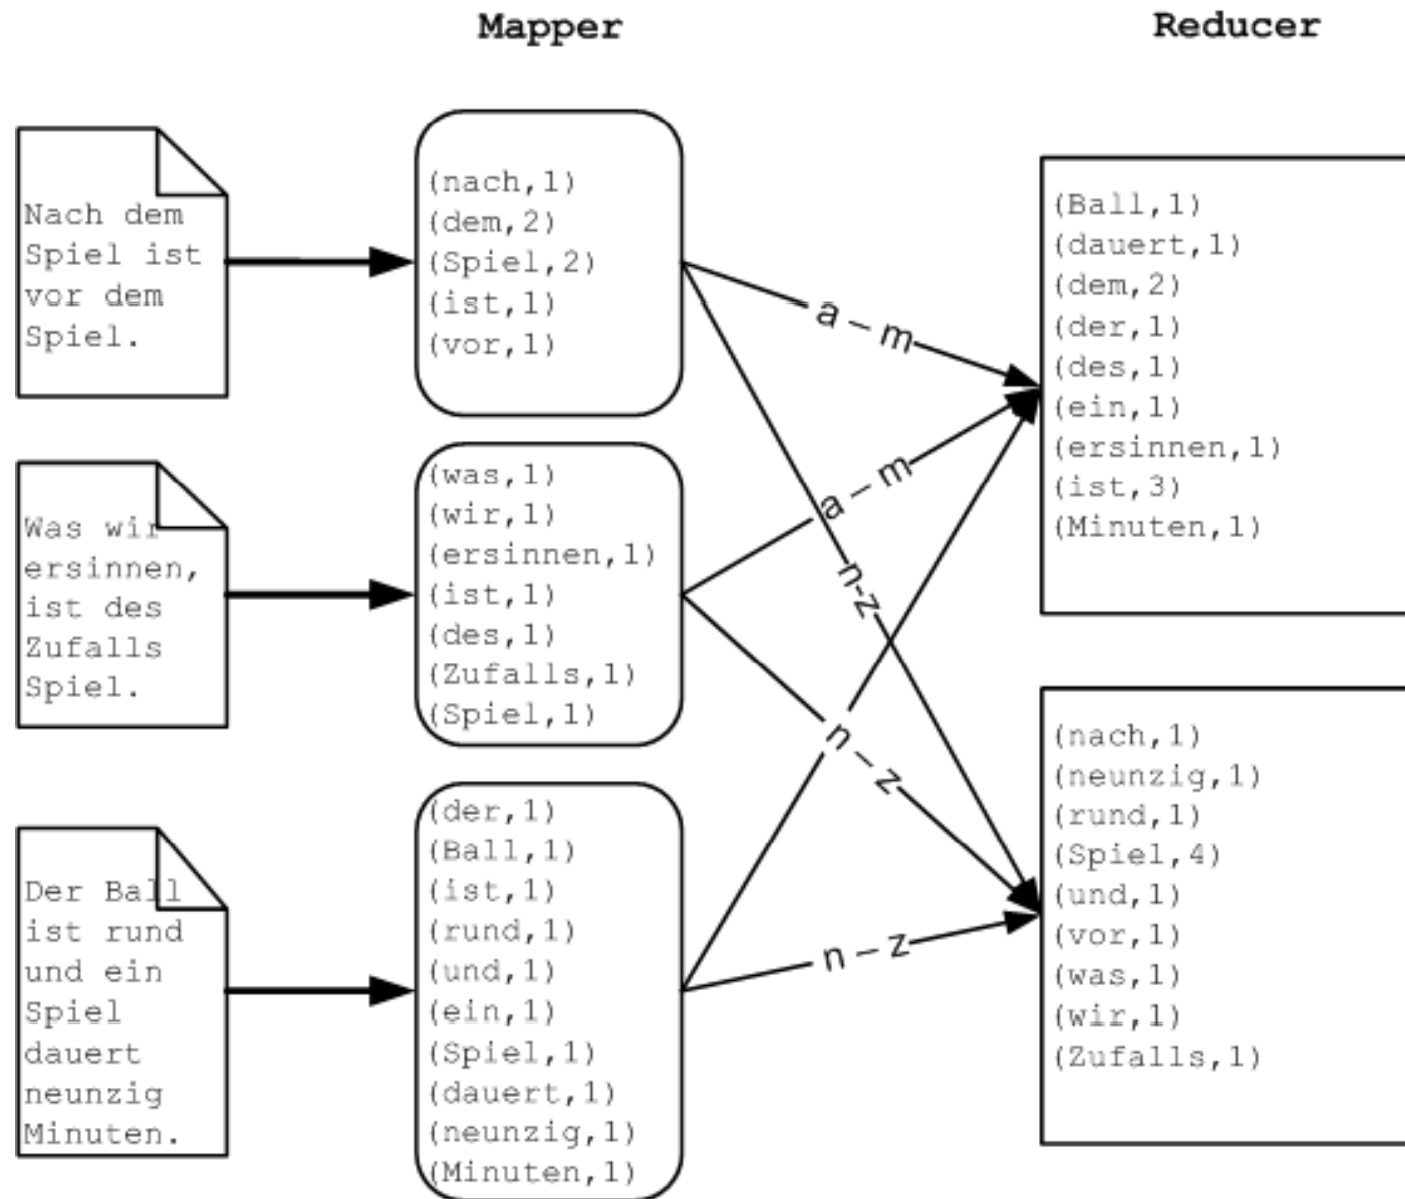 Mapper
Reducer
Nach dem
Spiel ist
vor dem
Spiel.
(nach,1)
(dem,2)
(Spiel,2)
(ist,1)
(vor,1)
a – m
(Ball,1)
(dauert,1)
(dem,2)
(der,1)
(des,1)
(ein,1)
(ersinnen,1)
(ist,3)
(Minuten,1)
Was wir
ersinnen,
ist des
Zufalls
Spiel.
(was,1)
(wir,1)
(ersinnen,1)
(ist,1)
(des,1)
(Zufalls,1)
(Spiel,1)
a – m
n-z
n – z
Der Ball
ist rund
und ein
Spiel
dauert
neunzig
Minuten.
(der,1)
(Ball,1)
(ist,1)
(rund,1)
(und,1)
(ein,1)
(Spiel,1)
(dauert,1)
(neunzig,1)
(Minuten,1)
n – z
(nach,1)
(neunzig,1)
(rund,1)
(Spiel,4)
(und,1)
(vor,1)
(was,1)
(wir,1)
(Zufalls,1)